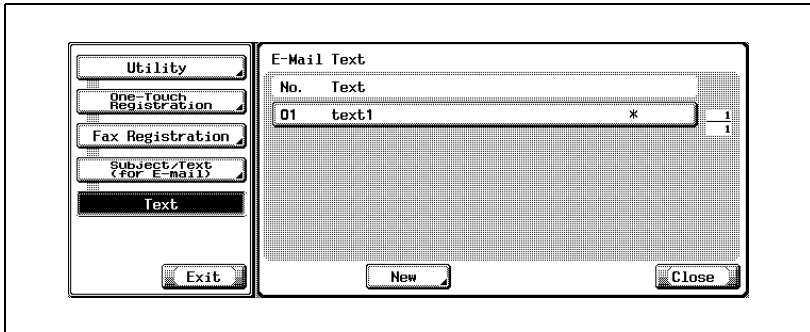 Utility
One-Touch
Registration
Fax Registration
Subject/Text
(for E-mail)
Text
Exit
E-Mail Text
No. Text
01 text1 *
1
1
New
Close